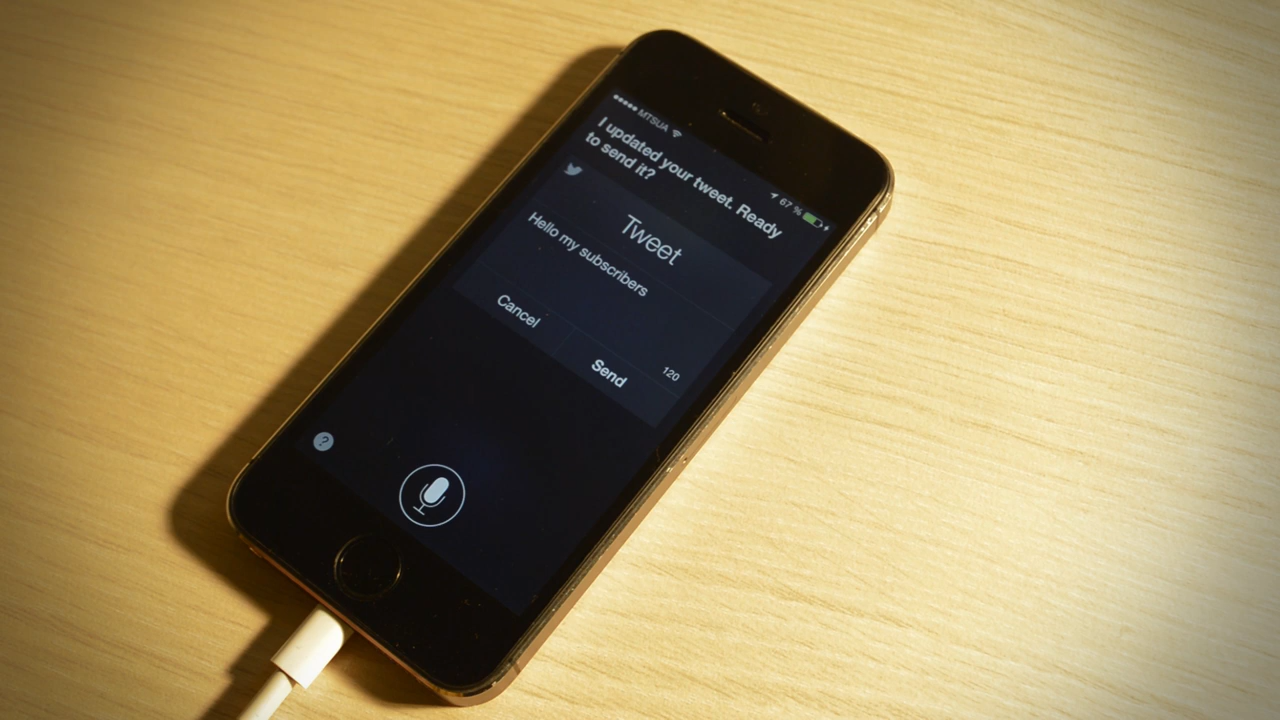 MTSUA
67 %
I updated your tweet. Ready
to send it?
Tweet
Hello my subscribers
120
Cancel
Send
?